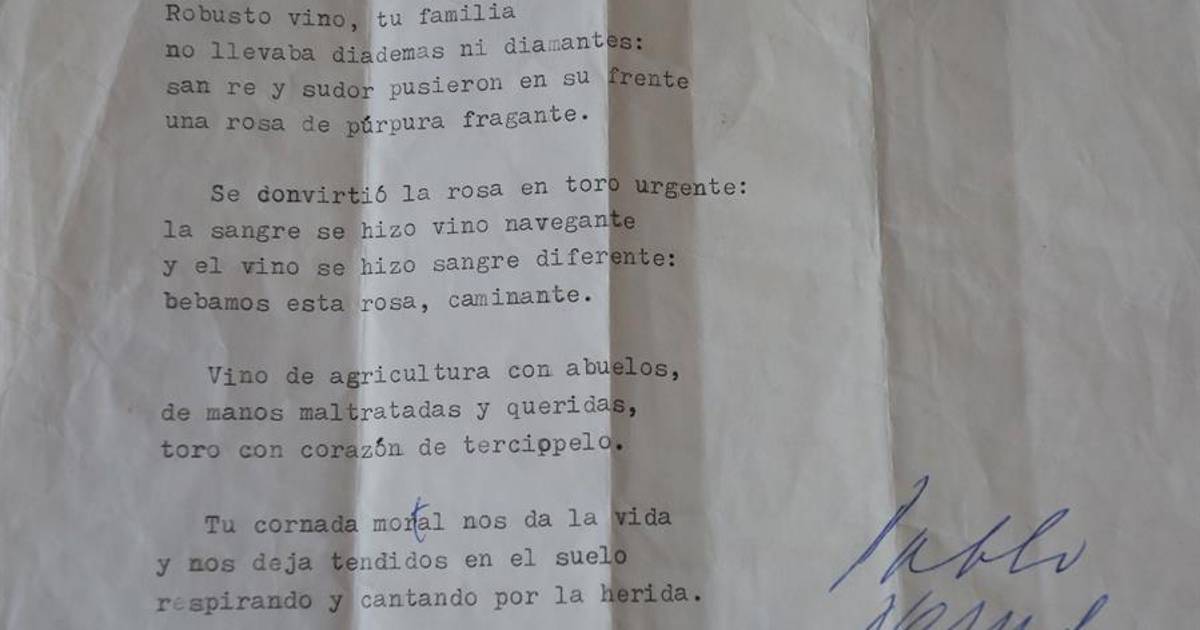 Robusto vino, tu familia
no llevaba diademas ni diamantes:
san re y sudor pusieron en su frente
una rosa de púrpura fragante.
Se donvirtió la rosa en toro urgente:
la sangre se hizo vino navegante
y el vino se hizo sangre diferente:
bebamos esta rosa, caminante.
Vino de agricultura con abuelos,
de manos maltratadas y queridas,
toro con corazón de tercippelo.
Tu cornada mortal nos da la vida
y nos deja tendidos en el suelo
respirando y cantando por la herida.
Pablo